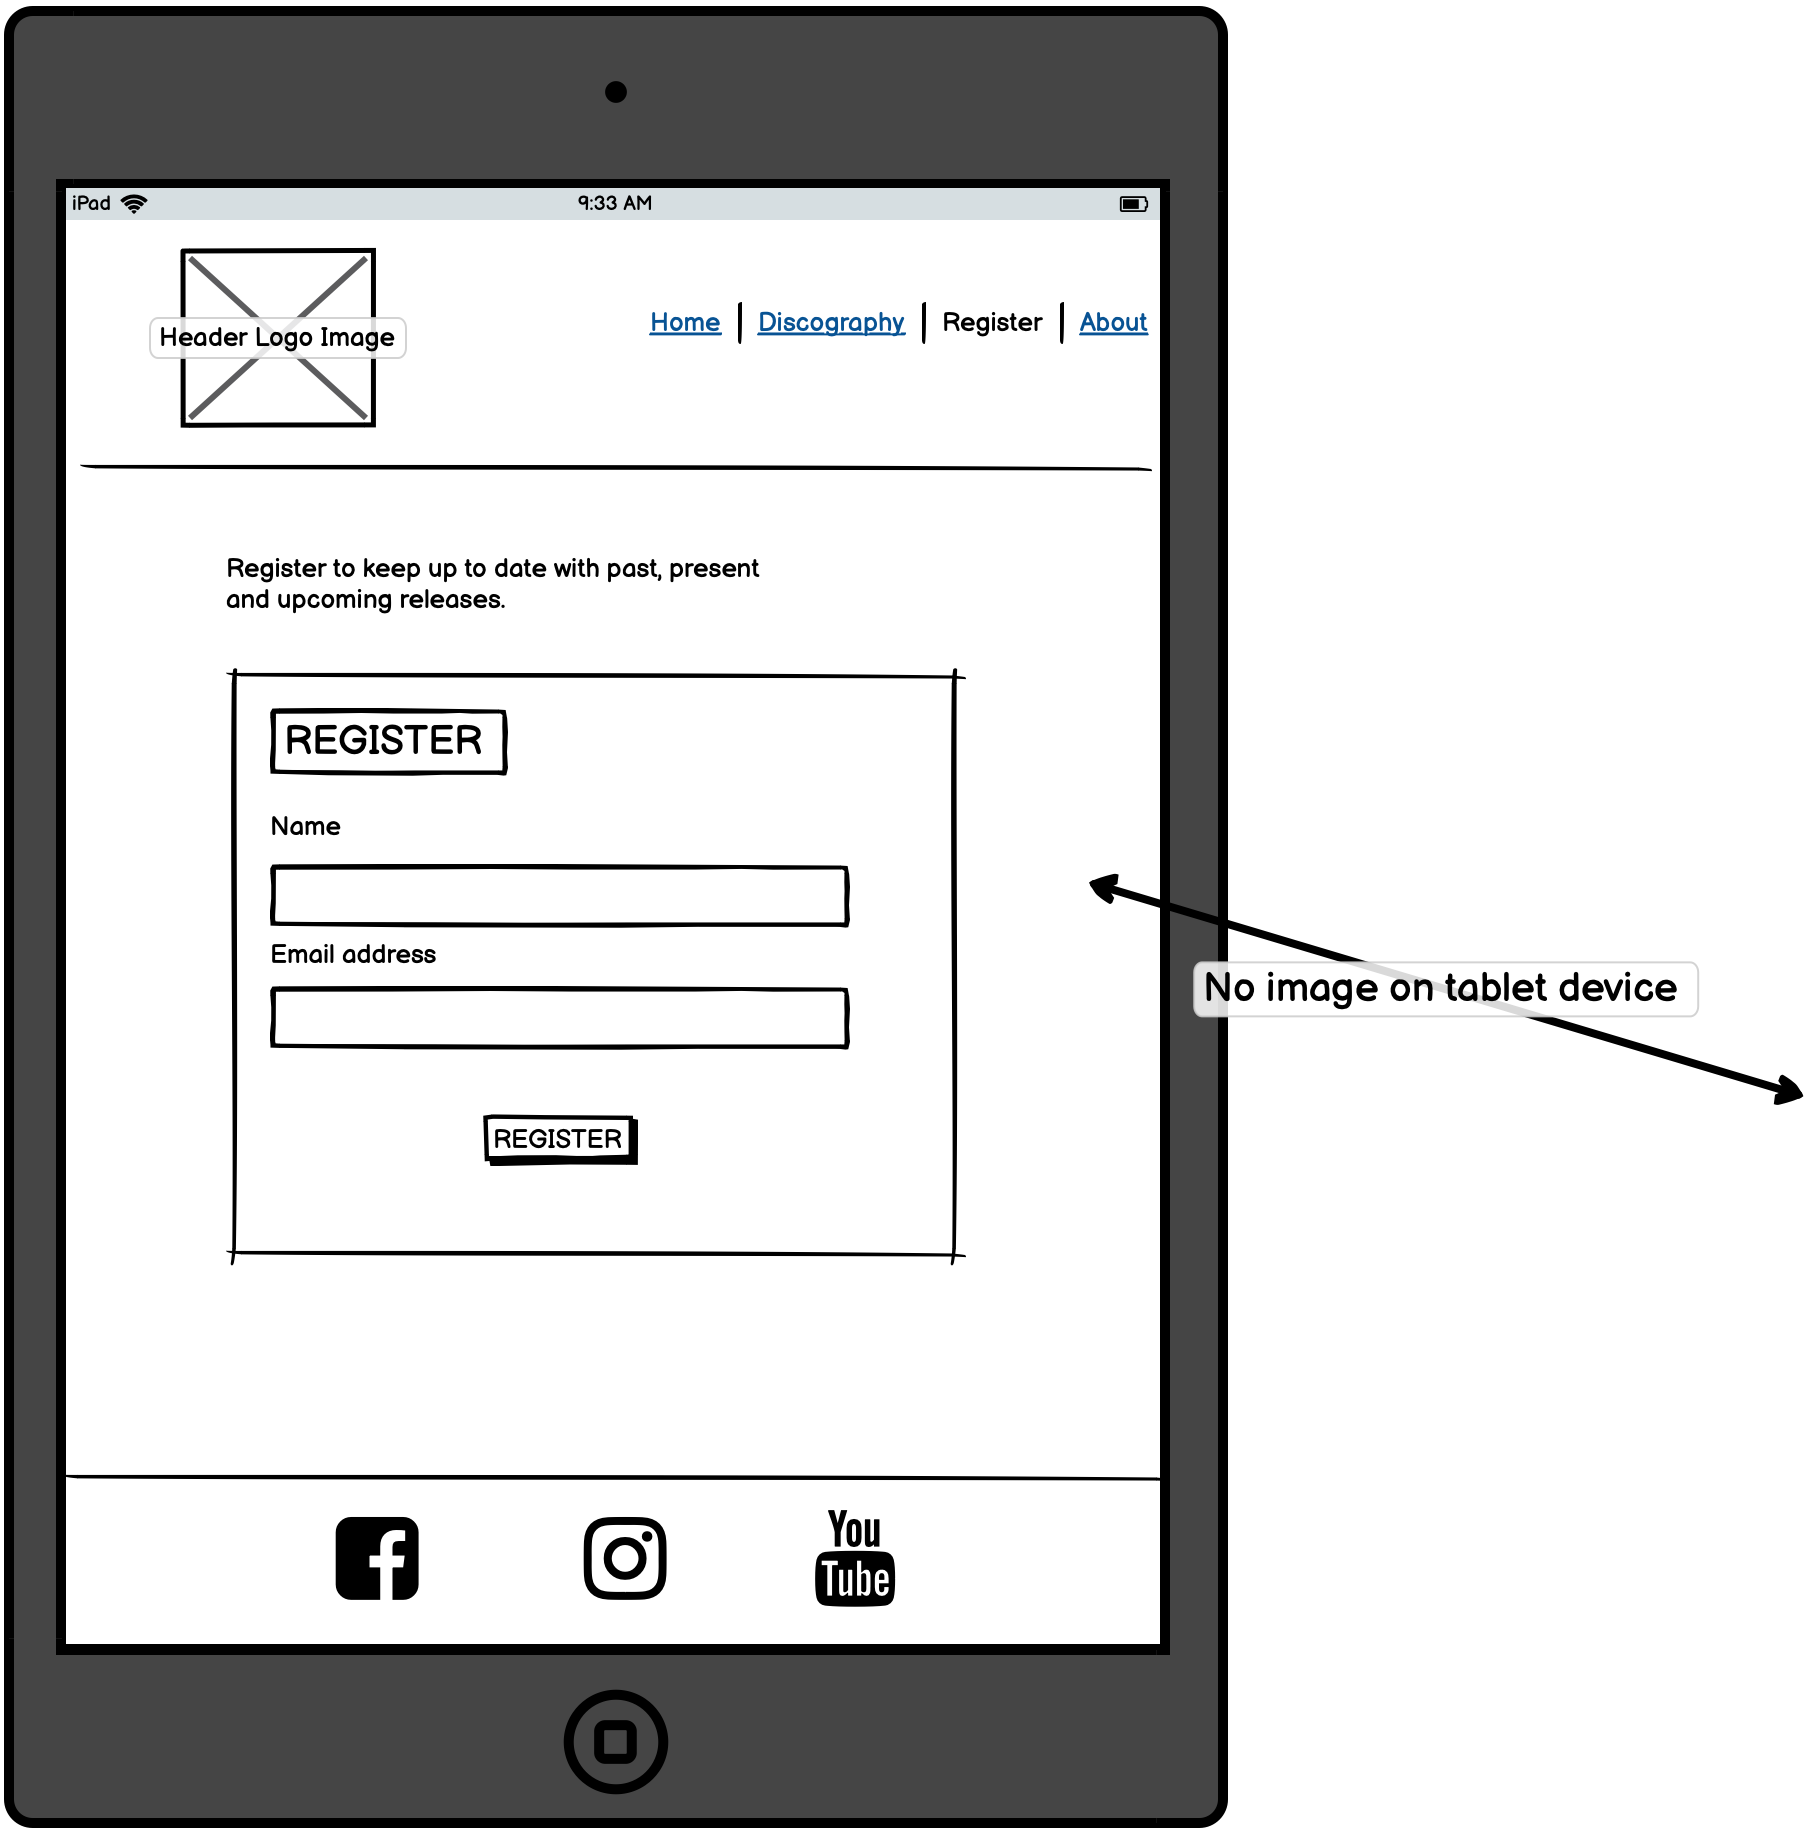 iPad 9:33 AM
Header Logo Image
Home Discography Register About
Register to keep up to date with past, present
and upcoming releases.
REGISTER
Name
Email address
No image on tablet device
REGISTER
You
Tube